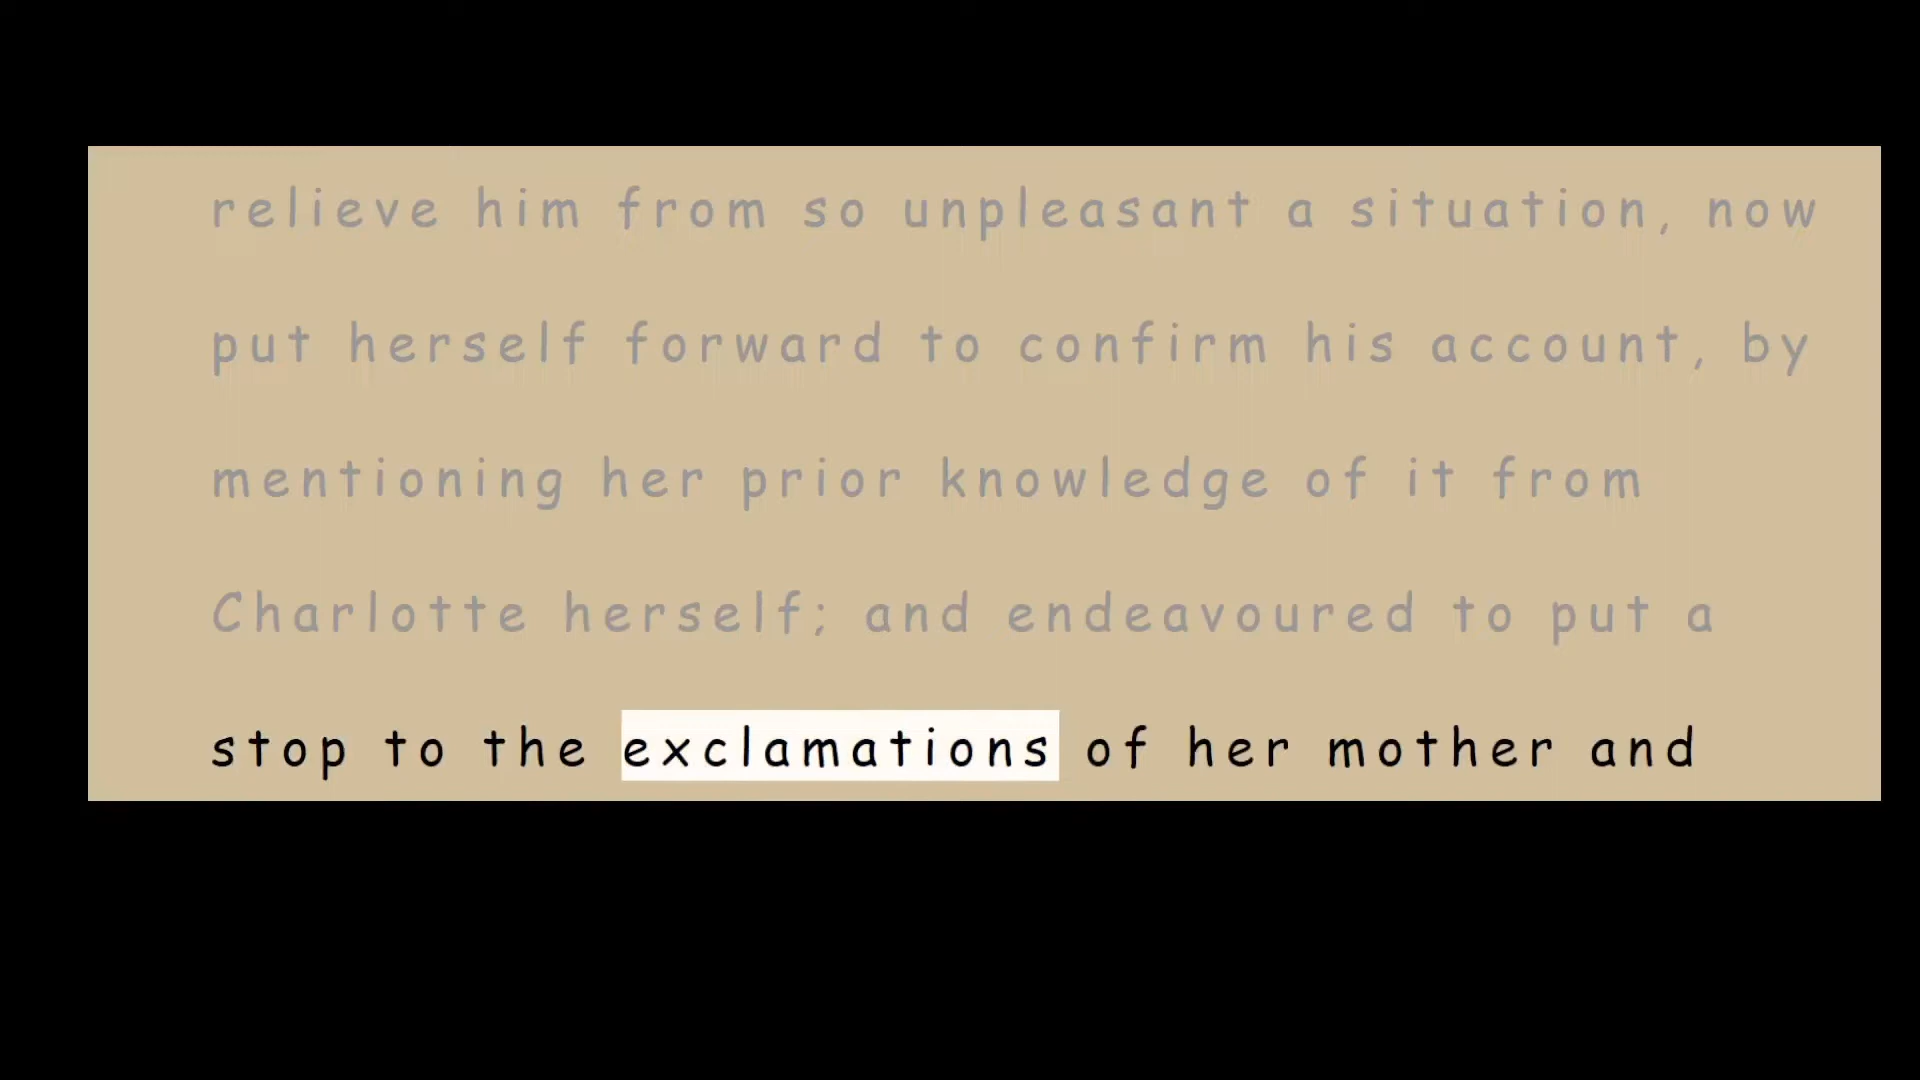 relieve him from so unpleasant a situation, now
put herself forward to confirm his account, by
mentioning her prior knowledge of it from
Charlotte herself; and endeavoured to put a
stop to the exclamations of her mother and